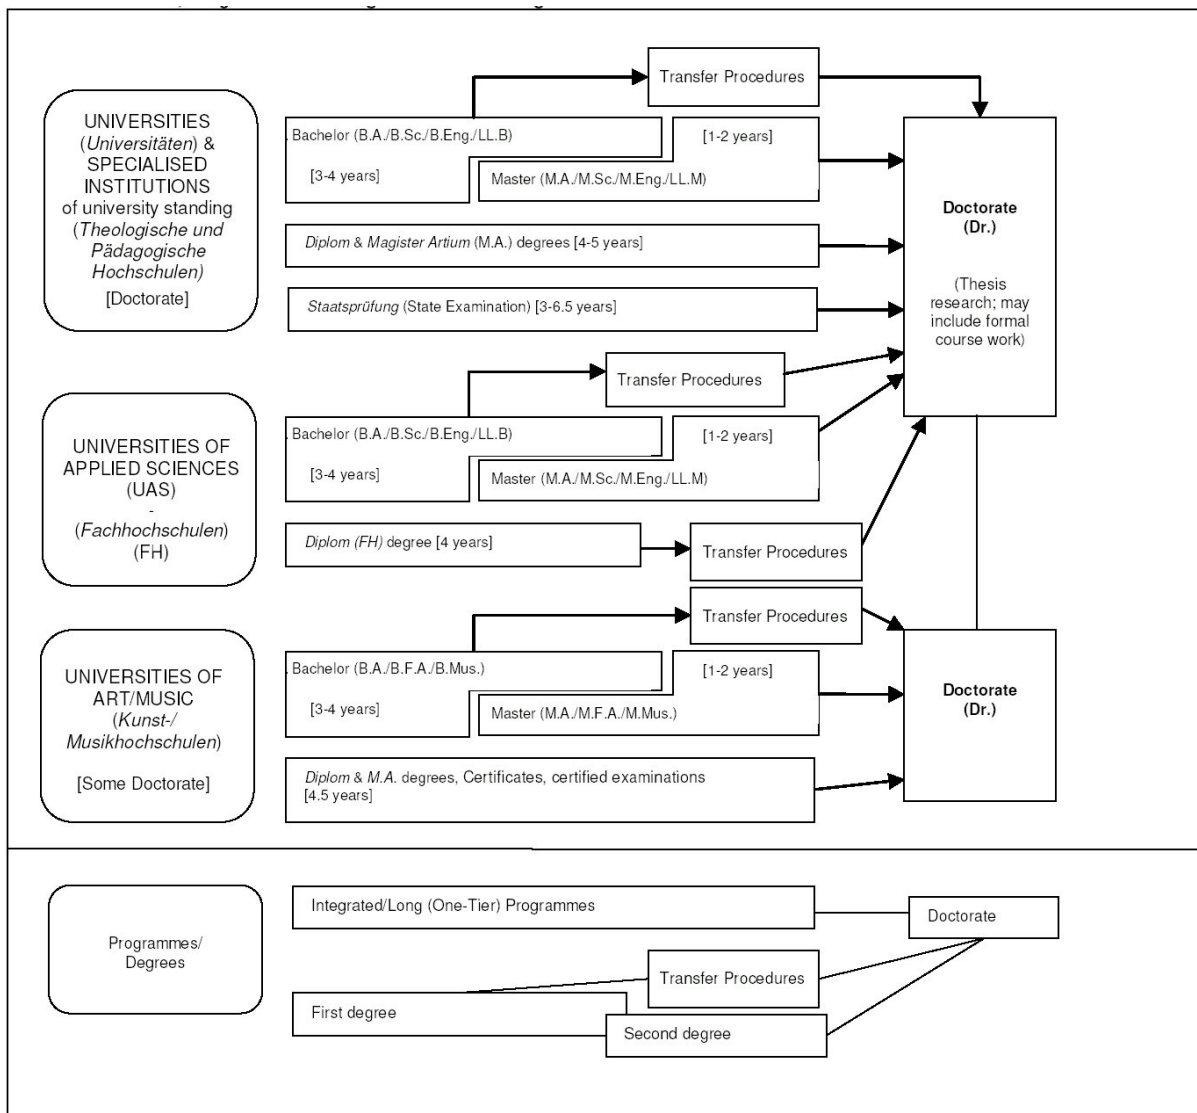 Transfer Procedures
UNIVERSITIES
(Universitäten) &
SPECIALISED
INSTITUTIONS
of university standing
(Theologische und
Pädagogische
Hochschulen)
[Doctorate]
. Bachelor (B.A./B.Sc./B.Eng./LL.B)
[1-2 years]
[3-4 years]
Master (M.A./M.Sc./M.Eng./LL.M)
Diplom & Magister Artium (M.A.) degrees [4-5 years]
Staatsprüfung (State Examination) [3-6.5 years]
Doctorate
(Dr.)
(Thesis
research; may
include formal
course work)
Transfer Procedures
UNIVERSITIES OF
APPLIED SCIENCES
(UAS)
-
(Fachhochschulen)
(FH)
. Bachelor (B.A./B.Sc./B.Eng./LL.B)
[1-2 years]
[3-4 years]
Master (M.A./M.Sc./M.Eng./LL.M)
Diplom (FH) degree [4 years]
Transfer Procedures
Transfer Procedures
UNIVERSITIES OF
ART/MUSIC
(Kunst-/
Musikhochschulen)
[Some Doctorate]
. Bachelor (B.A./B.F.A./B.Mus.)
[1-2 years]
[3-4 years]
Master (M.A./M.F.A./M.Mus.)
Diplom & M.A. degrees, Certificates, certified examinations
[4.5 years]
Doctorate
(Dr.)
Programmes/
Degrees
Integrated/Long (One-Tier) Programmes
Doctorate
Transfer Procedures
First degree
Second degree